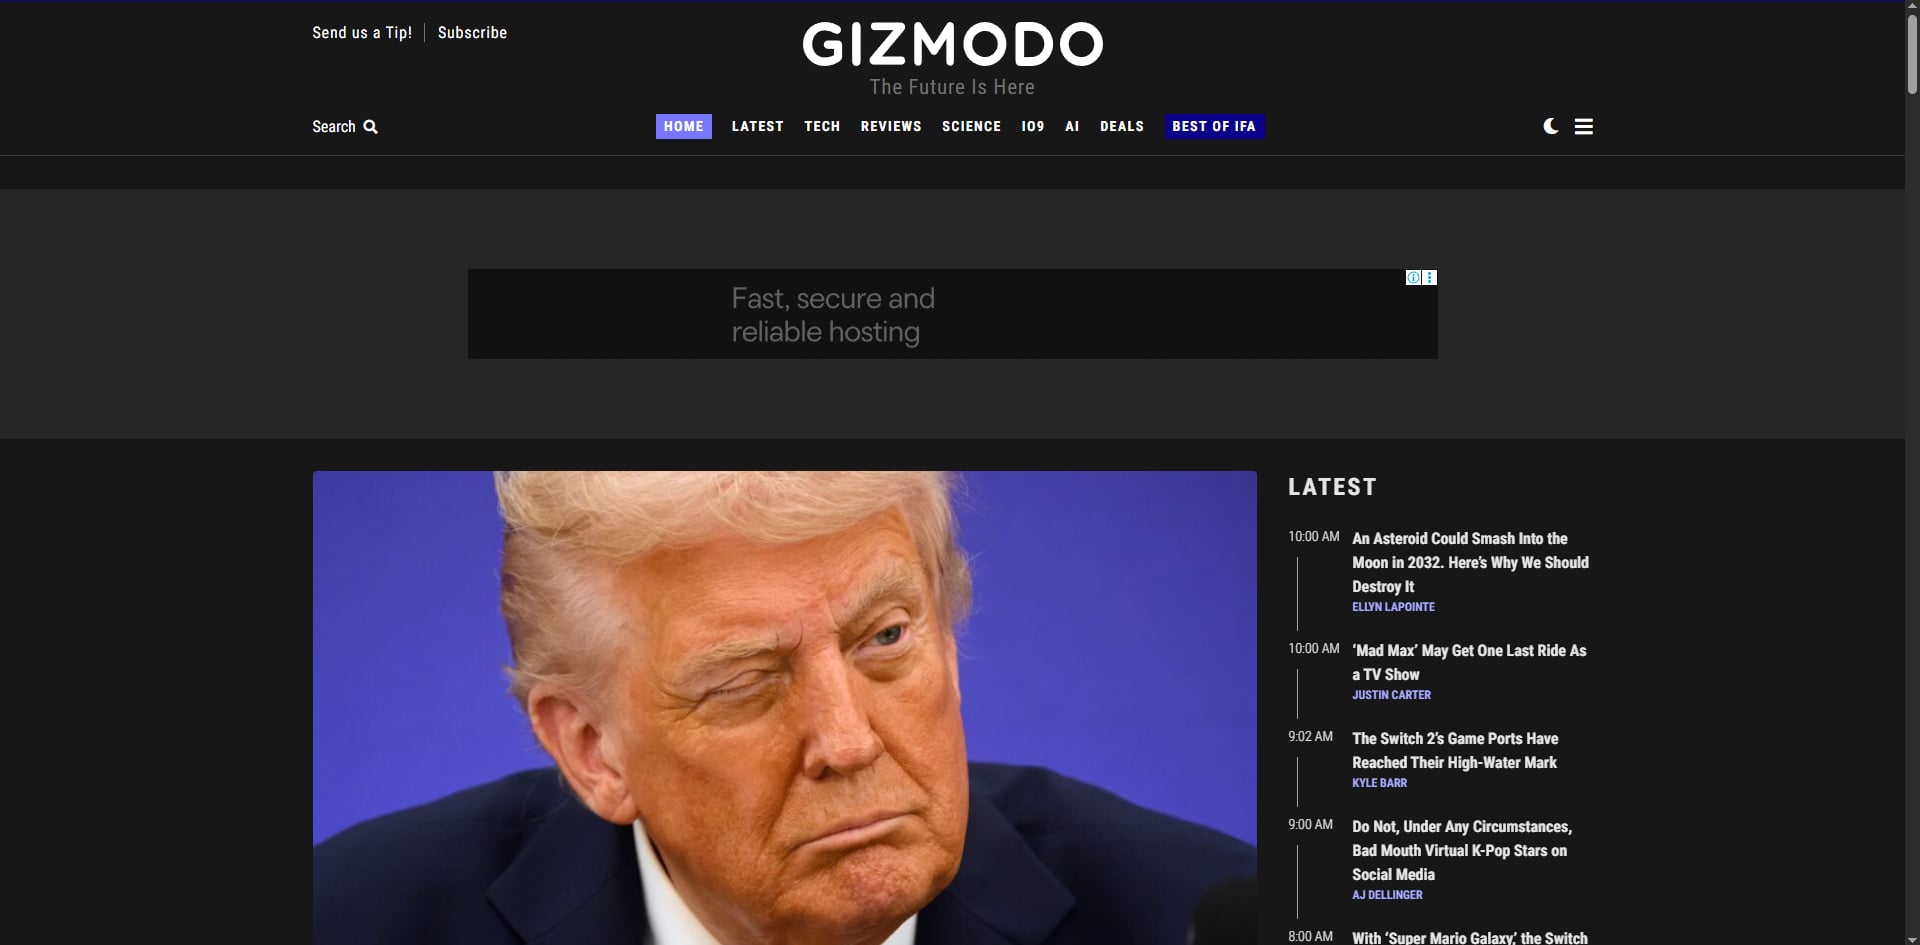 Send us a Tip!
Subscribe
GIZMODO
The Future Is Here
Search
HOME
LATEST
TECH
REVIEWS
SCIENCE
IO9
AI
DEALS
BEST OF IFA
Fast, secure and
reliable hosting
LATEST
10:00 AM
An Asteroid Could Smash Into the
Moon in 2032. Here’s Why We Should
Destroy It
ELLYN LAPOINTE
10:00 AM
‘Mad Max’ May Get One Last Ride As
a TV Show
JUSTIN CARTER
9:02 AM
The Switch 2’s Game Ports Have
Reached Their High-Water Mark
KYLE BARR
9:00 AM
Do Not, Under Any Circumstances,
Bad Mouth Virtual K-Pop Stars on
Social Media
AJ DELLINGER
8:00 AM
With ‘Super Mario Galaxy,’ the Switch